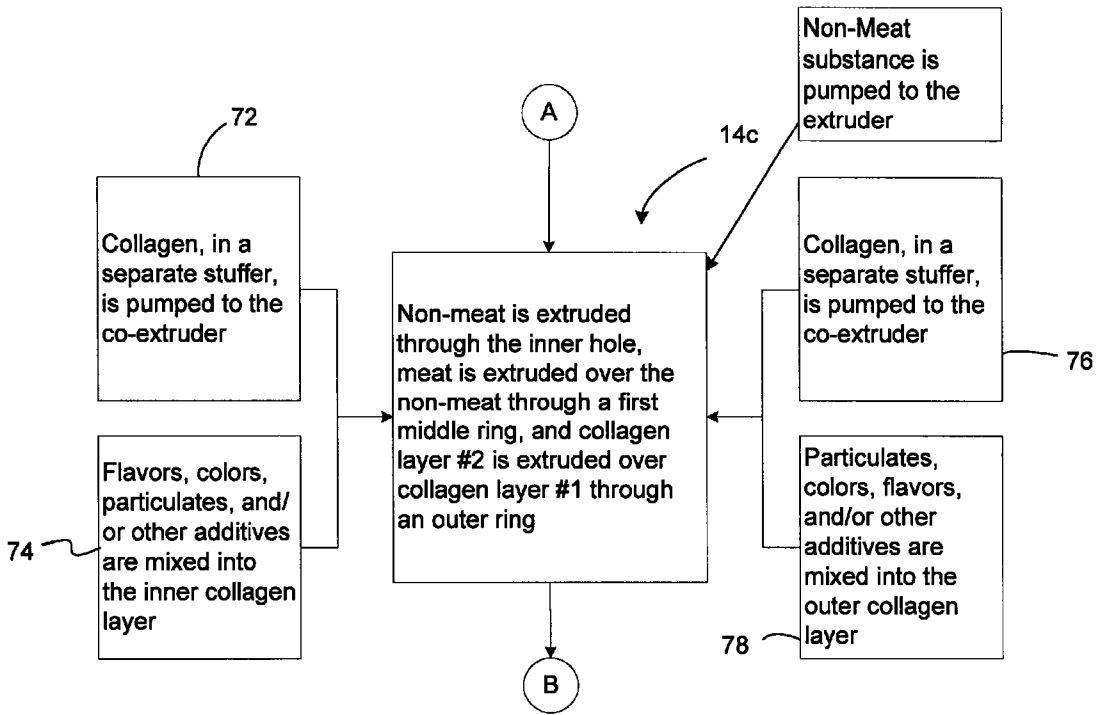 Non-Meat
substance is
pumped to the
extruder
A
72
14c
Collagen, in a
separate stuffer,
is pumped to the
co-extruder
Non-meat is extruded
through the inner hole,
meat is extruded over the
non-meat through a first
middle ring, and collagen
layer #2 is extruded over
collagen layer #1 through
an outer ring
Collagen, in a
separate stuffer,
is pumped to the
co-extruder
76
Flavors, colors,
particulates, and/
or other additives
are mixed into
the inner collagen
layer
74
Particulates,
colors, flavors,
and/or other
additives are
mixed into the
outer collagen
layer
78
B